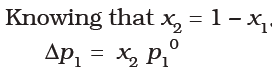 Knowing that x₂ = 1 – x₁,
Δp₁ = x₂ p₁⁰